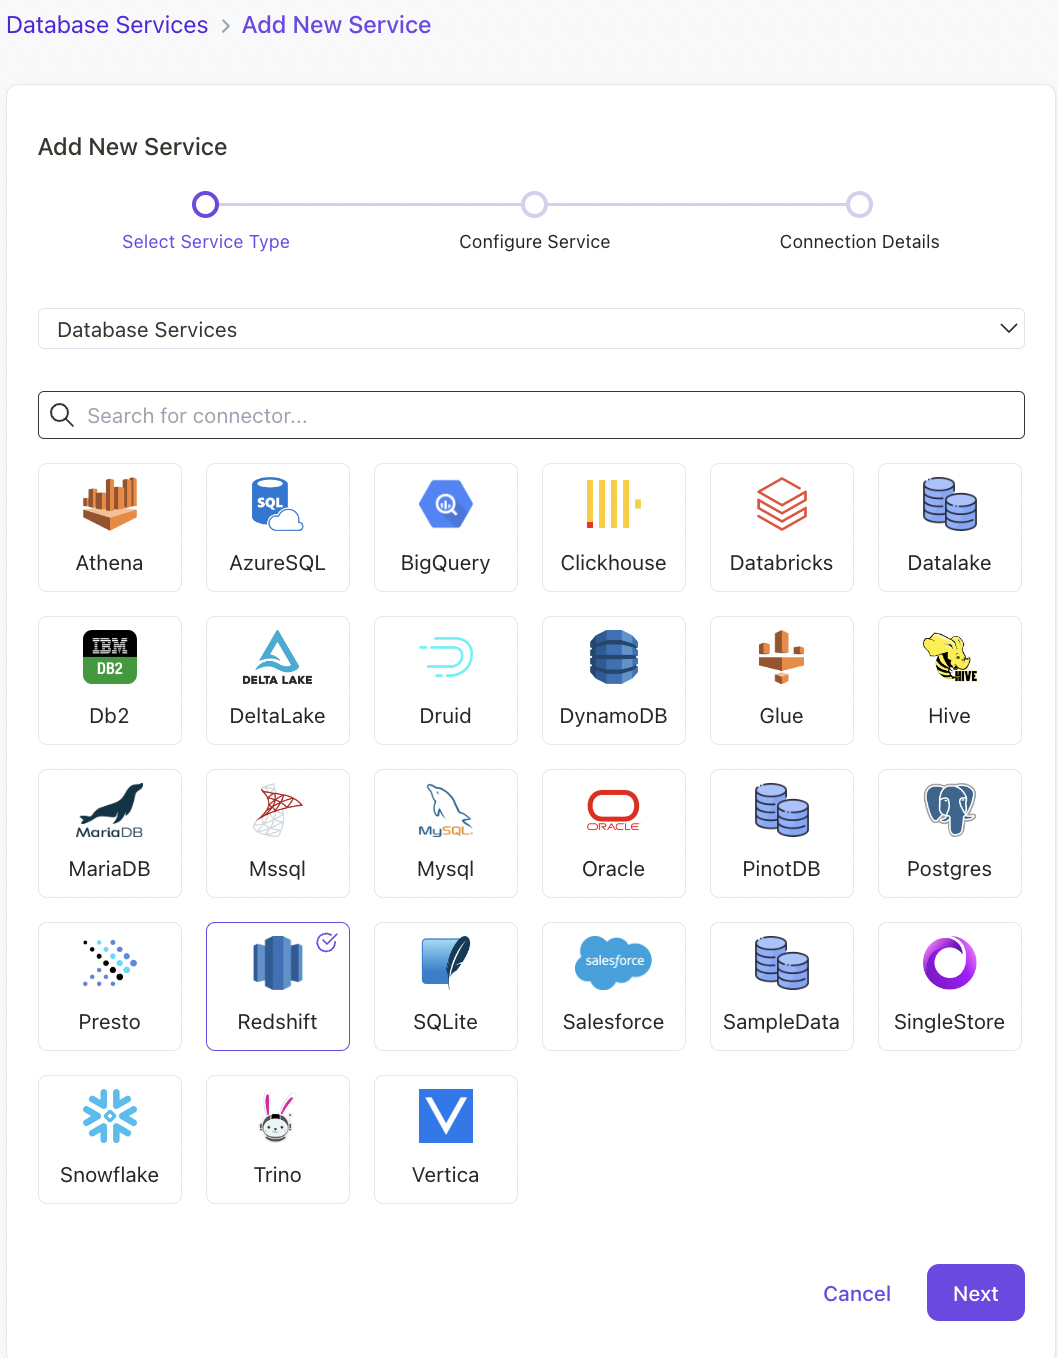 Database Services > Add New Service
Add New Service
Select Service Type Configure Service Connection Details
Database Services
Search for connector...
SQL
Athena AzureSQL BigQuery Clickhouse Databricks Datalake
IBM
DB2 DELTA LAKE HIVE
Db2 DeltaLake Druid DynamoDB Glue Hive
MariaDB MySQL ORACLE
MariaDB Mssql Mysql Oracle PinotDB Postgres
salesforce
Presto Redshift SQLite Salesforce SampleData SingleStore
Snowflake Trino Vertica
Cancel Next